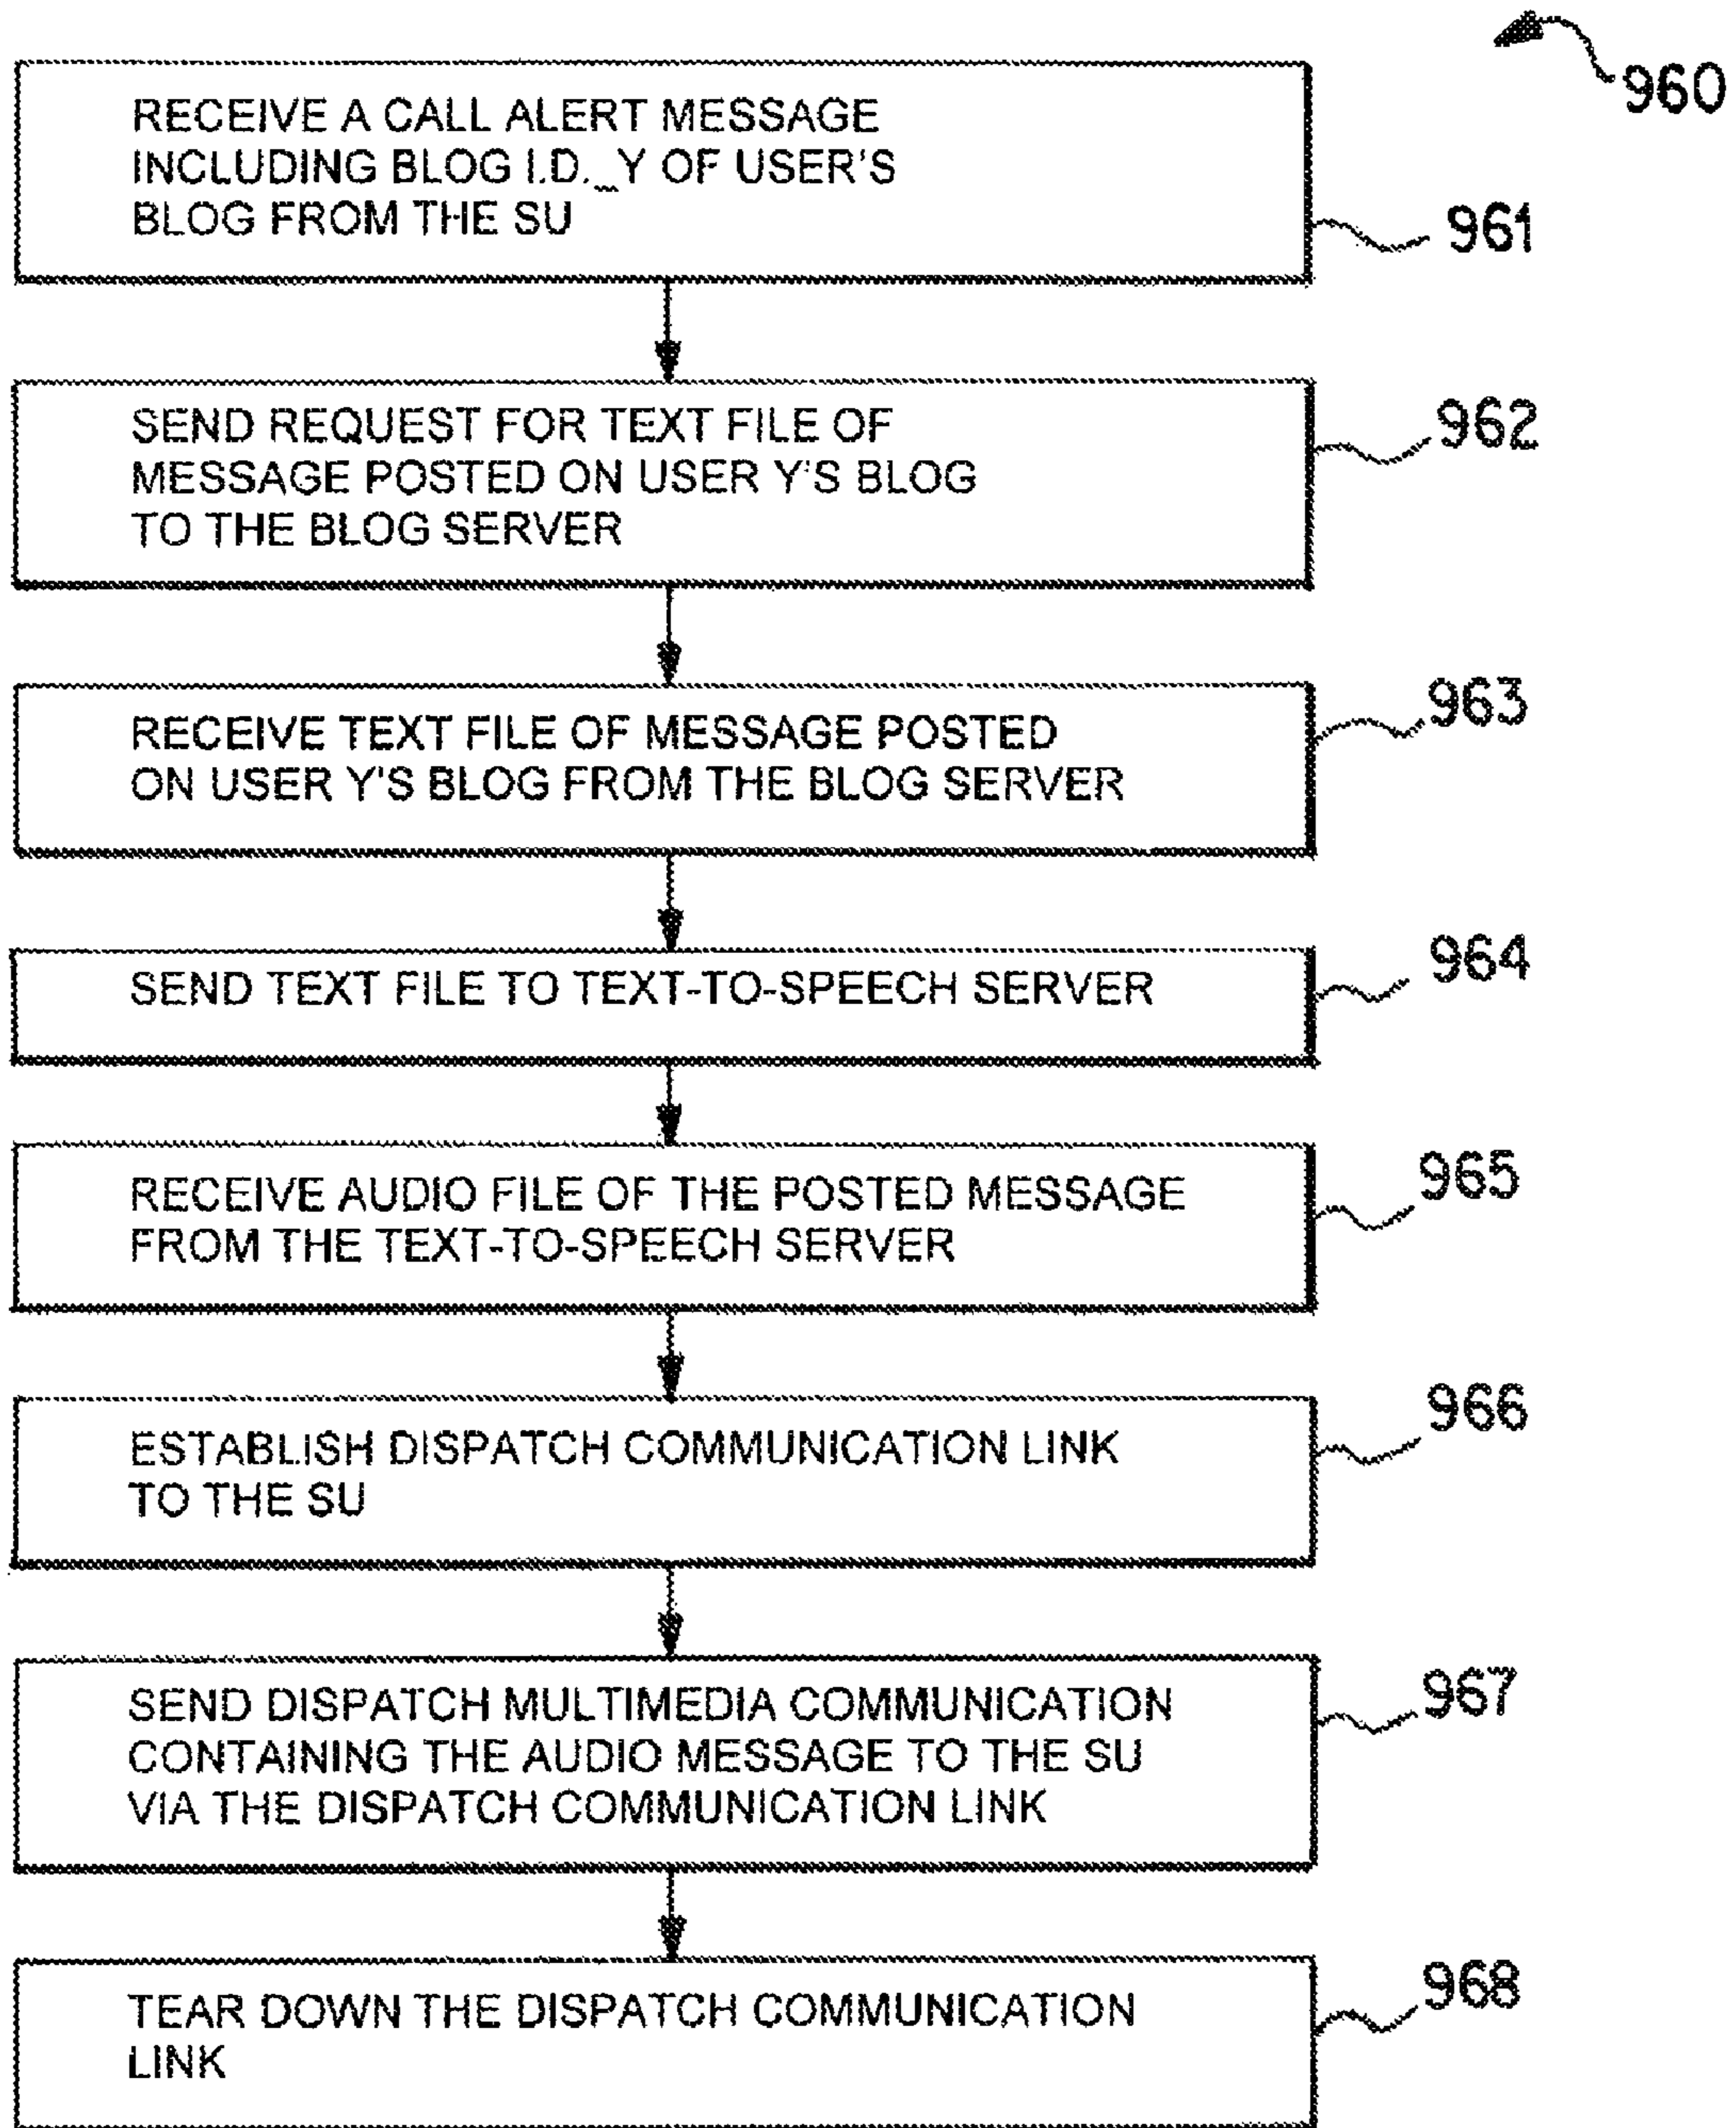 960
RECEIVE A CALL ALERT MESSAGE
INCLUDING BLOG I.D._Y OF USER'S
BLOG FROM THE SU
961
SEND REQUEST FOR TEXT FILE OF
MESSAGE POSTED ON USER Y'S BLOG
TO THE BLOG SERVER
962
RECEIVE TEXT FILE OF MESSAGE POSTED
ON USER Y'S BLOG FROM THE BLOG SERVER
963
SEND TEXT FILE TO TEXT-TO-SPEECH SERVER
964
RECEIVE AUDIO FILE OF THE POSTED MESSAGE
FROM THE TEXT-TO-SPEECH SERVER
965
ESTABLISH DISPATCH COMMUNICATION LINK
TO THE SU
966
SEND DISPATCH MULTIMEDIA COMMUNICATION
CONTAINING THE AUDIO MESSAGE TO THE SU
VIA THE DISPATCH COMMUNICATION LINK
967
TEAR DOWN THE DISPATCH COMMUNICATION
LINK
968